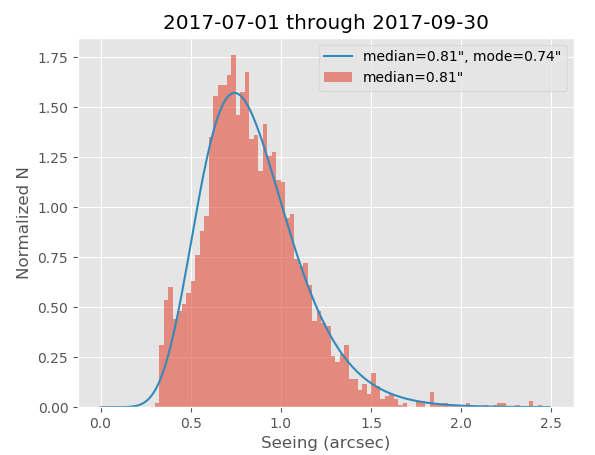 2017-07-01 through 2017-09-30
median=0.81", mode=0.74"
median=0.81"
Normalized N
1.75
1.50
1.25
1.00
0.75
0.50
0.25
0.00
0.0 0.5 1.0 1.5 2.0 2.5
Seeing (arcsec)